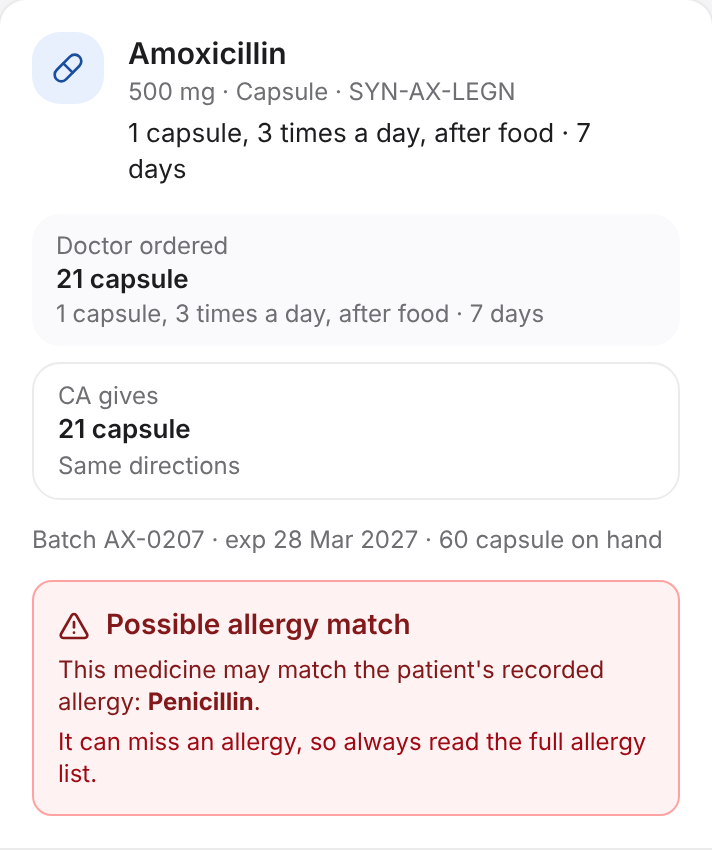 Amoxicillin
500 mg · Capsule · SYN-AX-LEGN
1 capsule, 3 times a day, after food · 7
days
Doctor ordered
21 capsule
1 capsule, 3 times a day, after food · 7 days
CA gives
21 capsule
Same directions
Batch AX-0207 · exp 28 Mar 2027 · 60 capsule on hand
Possible allergy match
This medicine may match the patient's recorded
allergy: Penicillin.
It can miss an allergy, so always read the full allergy
list.